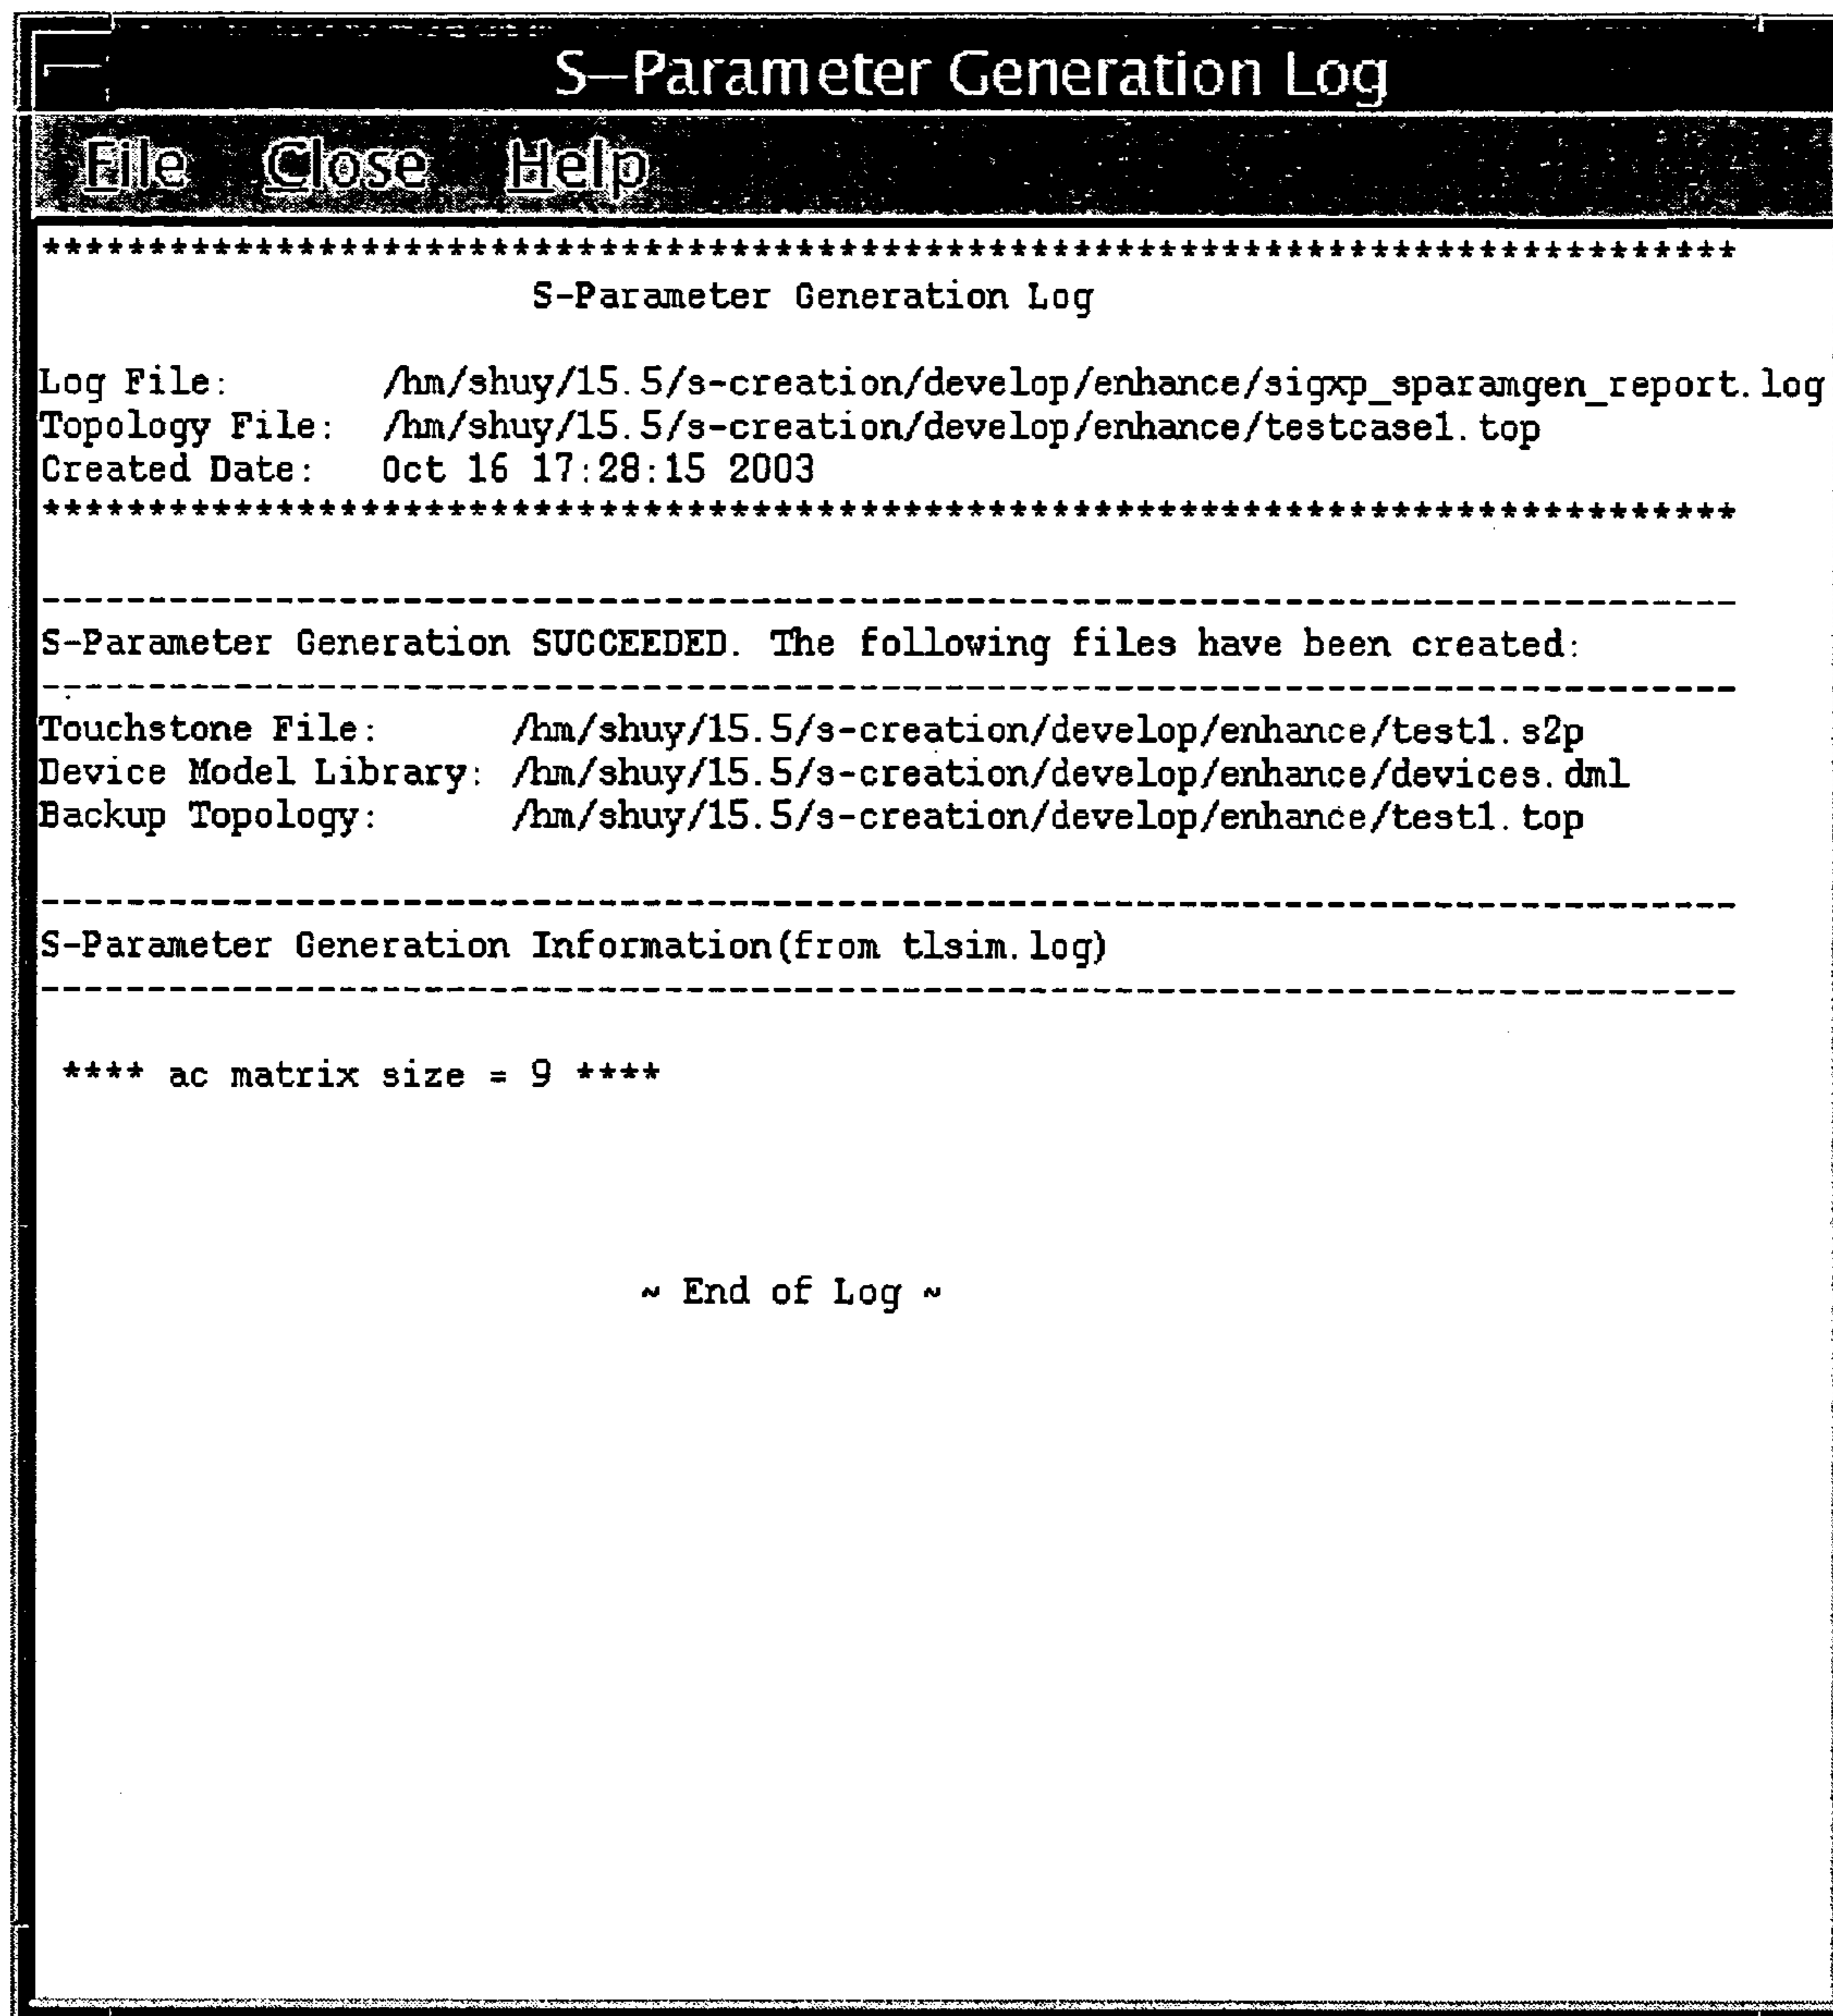 S-Parameter Generation Log
File Close Help
********************************************************************************
S-Parameter Generation Log
Log File: /hm/shuy/15.5/s-creation/develop/enhance/sigxp_sparamgen_report.log
Topology File: /hm/shuy/15.5/s-creation/develop/enhance/testcase1.top
Created Date: Oct 16 17:28:15 2003
********************************************************************************
--------------------------------------------------------------------------------
S-Parameter Generation SUCCEEDED. The following files have been created:
--------------------------------------------------------------------------------
Touchstone File: /hm/shuy/15.5/s-creation/develop/enhance/test1.s2p
Device Model Library: /hm/shuy/15.5/s-creation/develop/enhance/devices.dml
Backup Topology: /hm/shuy/15.5/s-creation/develop/enhance/test1.top
--------------------------------------------------------------------------------
S-Parameter Generation Information(from tlsim.log)
--------------------------------------------------------------------------------
**** ac matrix size = 9 ****
~ End of Log ~